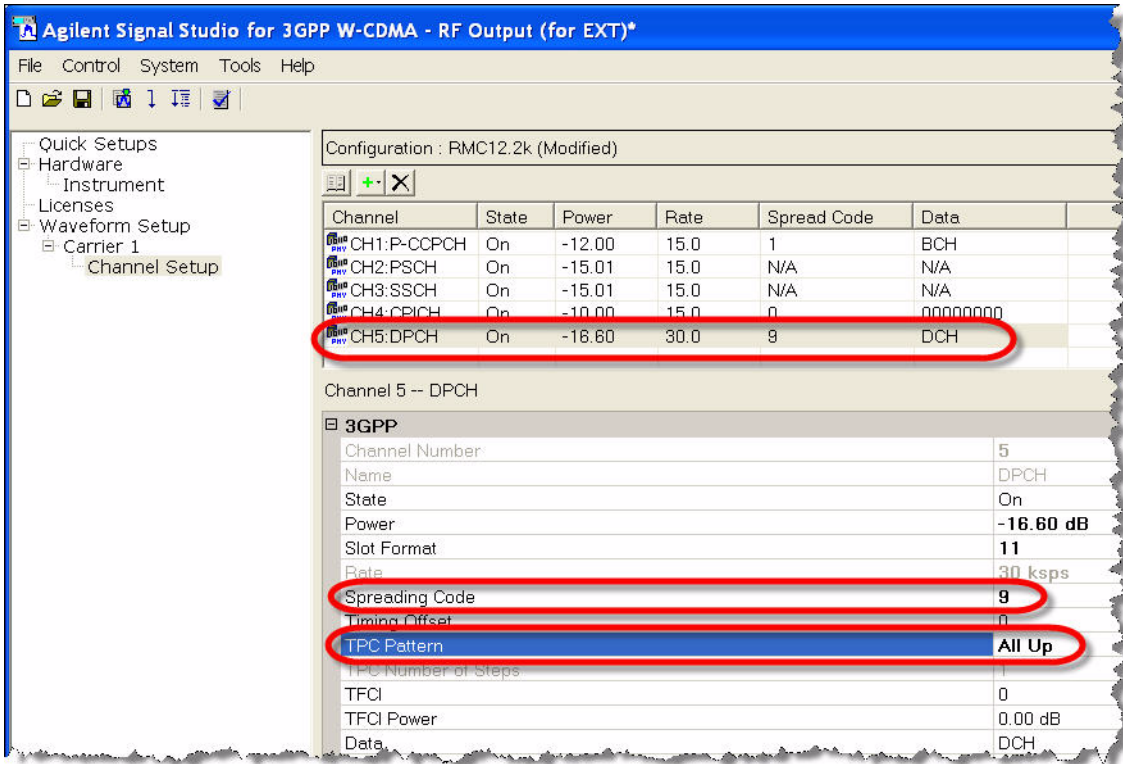 Agilent Signal Studio for 3GPP W-CDMA - RF Output (for EXT)*
File Control System Tools Help
Quick Setups
Hardware
Instrument
Licenses
Waveform Setup
Carrier 1
Channel Setup
Configuration : RMC12.2k (Modified)
Channel State Power Rate Spread Code Data
CH1:P-CCPCH On -12.00 15.0 1 BCH
CH2:PSCH On -15.01 15.0 N/A N/A
CH3:SSCH On -15.01 15.0 N/A N/A
CH4:CPICH On -10.00 15.0 0 00000000
CH5:DPCH On -16.60 30.0 9 DCH
Channel 5 -- DPCH
3GPP
Channel Number 5
Name DPCH
State On
Power -16.60 dB
Slot Format 11
Rate 30 ksps
Spreading Code 9
Timing Offset 0
TPC Pattern All Up
TPC Number of Steps 1
TFCI 0
TFCI Power 0.00 dB
Data DCH